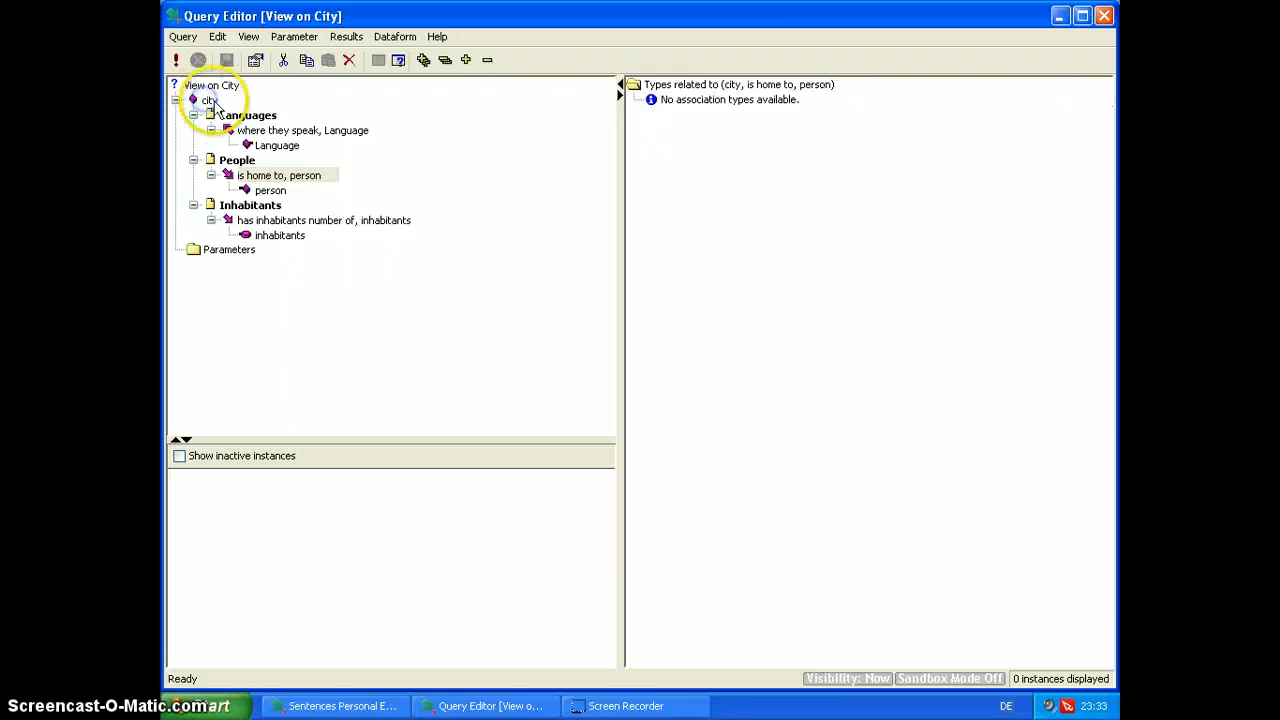 Query Editor [View on City]
Query Edit View Parameter Results Dataform Help
? View on City
city
Languages
where they speak, Language
Language
People
is home to, person
person
Inhabitants
has inhabitants number of, inhabitants
inhabitants
Parameters
Types related to (city, is home to, person)
No association types available.
Show inactive instances
Ready
Visibility: Now Sandbox Mode Off 0 instances displayed
Screencast-O-Matic.com art Sentences Personal E... Query Editor [View o... Screen Recorder DE 23:33